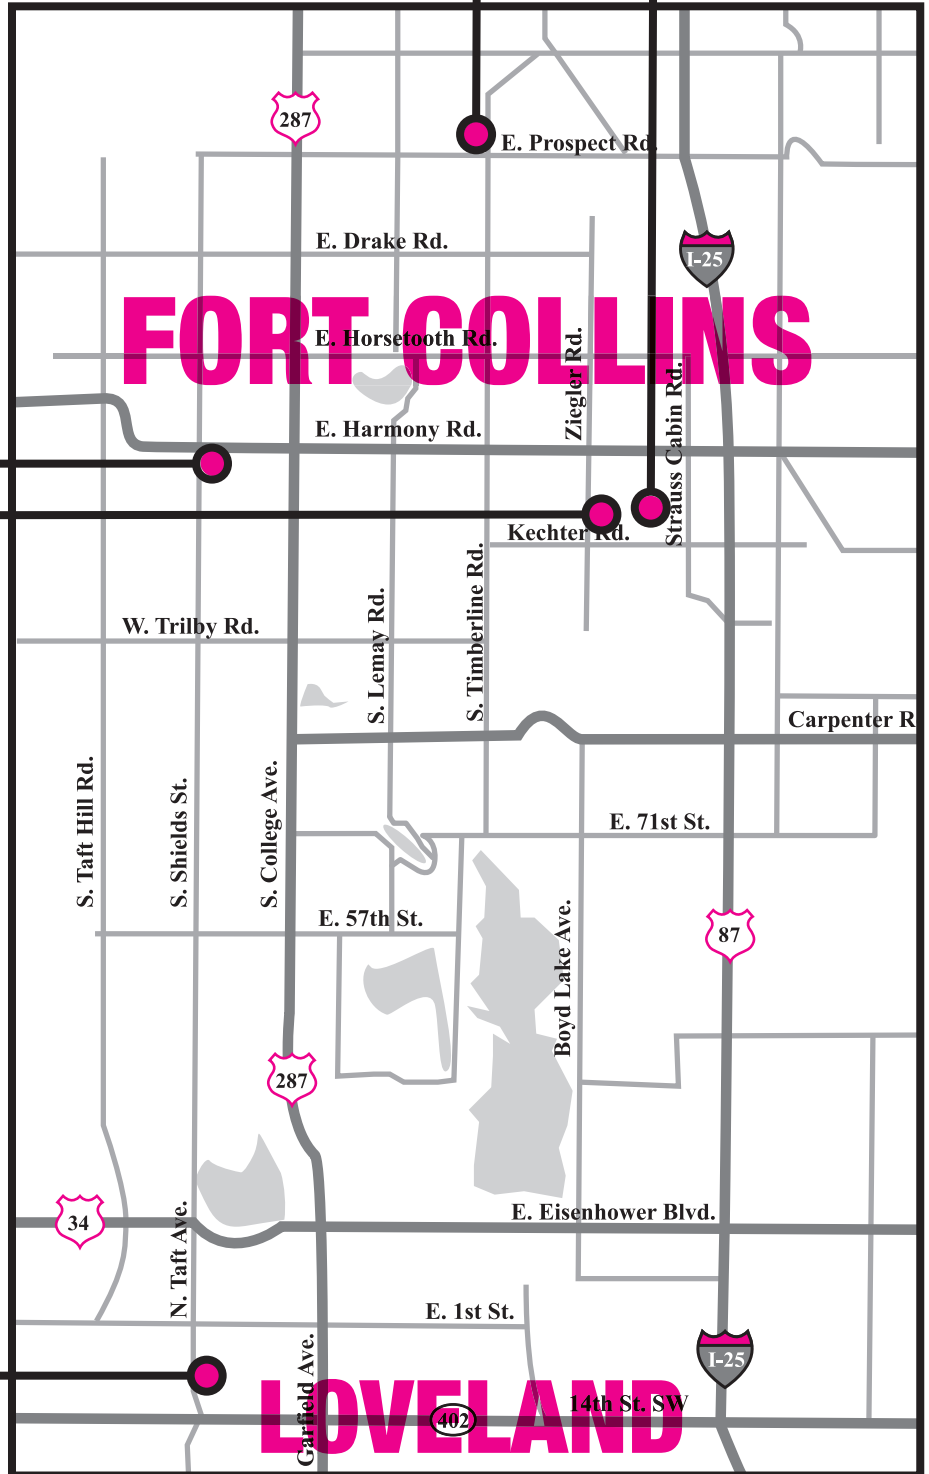 287
E. Prospect Rd.
E. Drake Rd.
I-25
FORT COLLINS
E. Horsetooth Rd.
Ziegler Rd.
Strauss Cabin Rd.
E. Harmony Rd.
Kechter Rd.
W. Trilby Rd.
S. Lemay Rd.
S. Timberline Rd.
Carpenter R
S. Taft Hill Rd.
S. Shields St.
S. College Ave.
E. 71st St.
E. 57th St.
Boyd Lake Ave.
87
287
34
N. Taft Ave.
E. Eisenhower Blvd.
E. 1st St.
Garfield Ave.
I-25
LOVELAND
402
14th St. SW